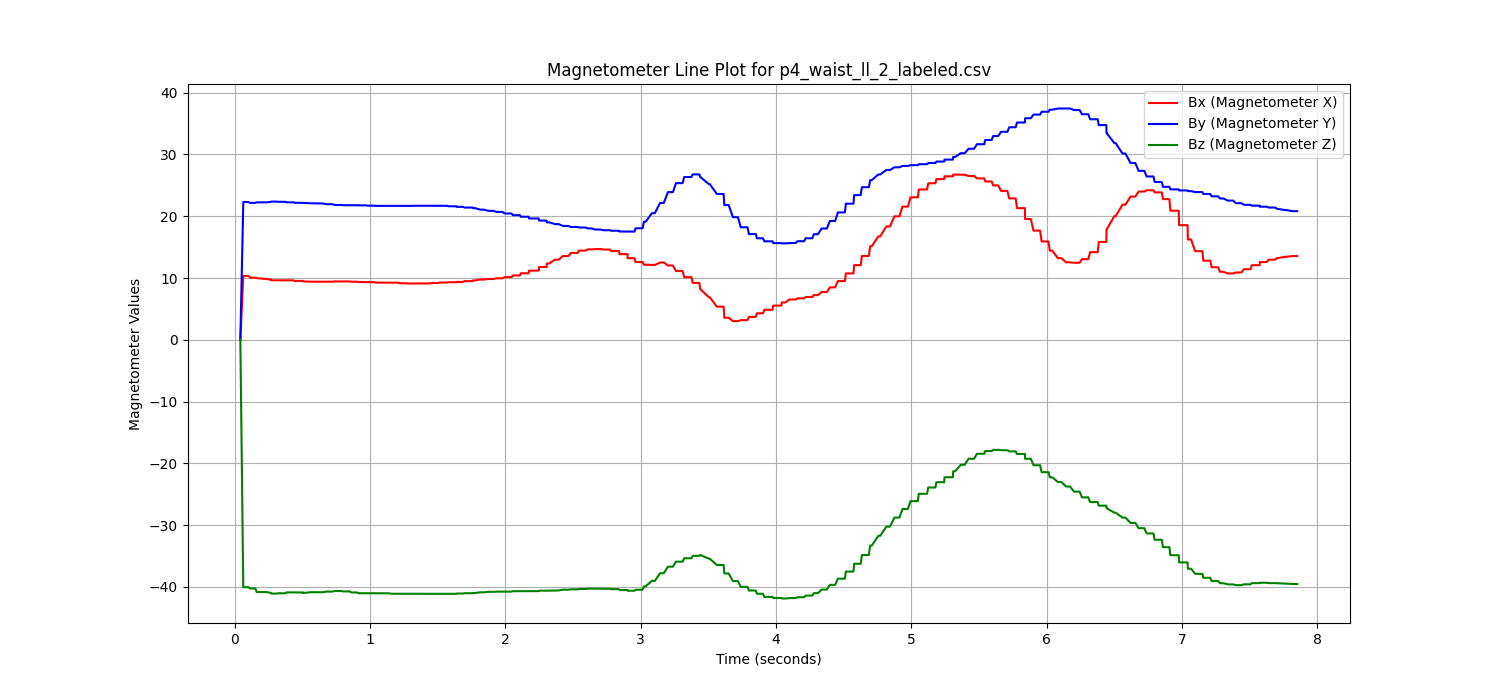 Magnetometer Line Plot for p4_waist_ll_2_labeled.csv
Bx (Magnetometer X)
By (Magnetometer Y)
Bz (Magnetometer Z)
Magnetometer Values
40
30
20
10
0
−10
−20
−30
−40
0 1 2 3 4 5 6 7 8
Time (seconds)